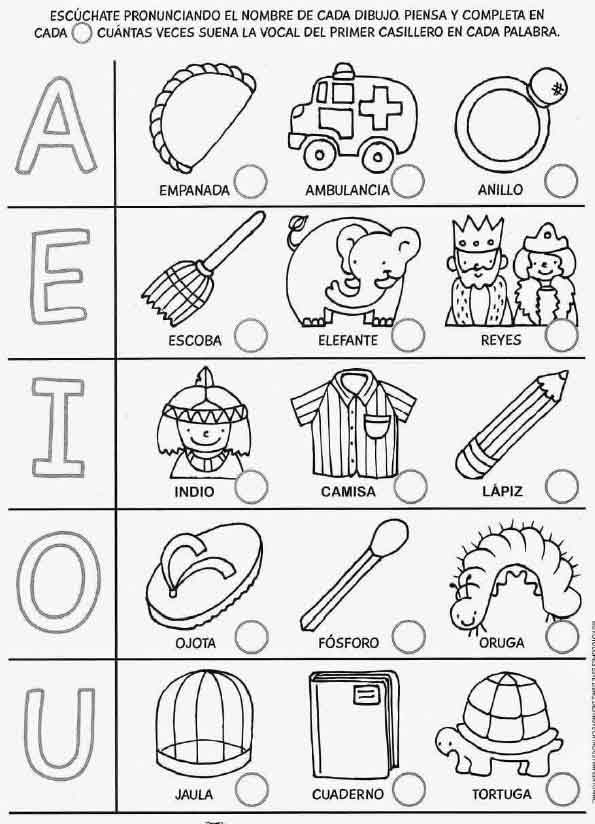 ESCÚCHATE PRONUNCIANDO EL NOMBRE DE CADA DIBUJO. PIENSA Y COMPLETA EN
CADA CUÁNTAS VECES SUENA LA VOCAL DEL PRIMER CASILLERO EN CADA PALABRA.
A
EMPANADA AMBULANCIA ANILLO
E
ESCOBA ELEFANTE REYES
I
INDIO CAMISA LÁPIZ
O
OJOTA FÓSFORO ORUGA
U
JAULA CUADERNO TORTUGA